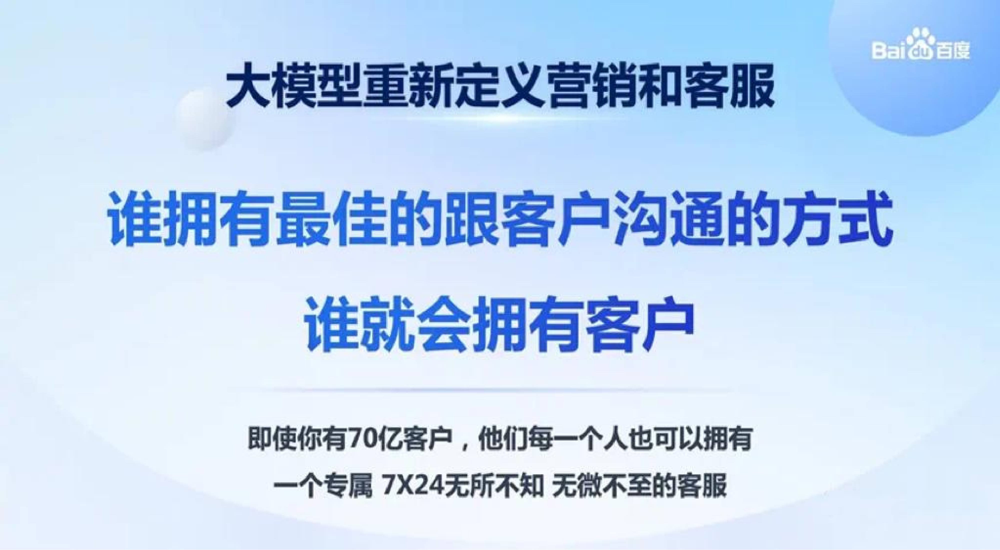 Baidu百度
大模型重新定义营销和客服
谁拥有最佳的跟客户沟通的方式
谁就会拥有客户
即使你有70亿客户，他们每一个人也可以拥有
一个专属 7X24无所不知 无微不至的客服